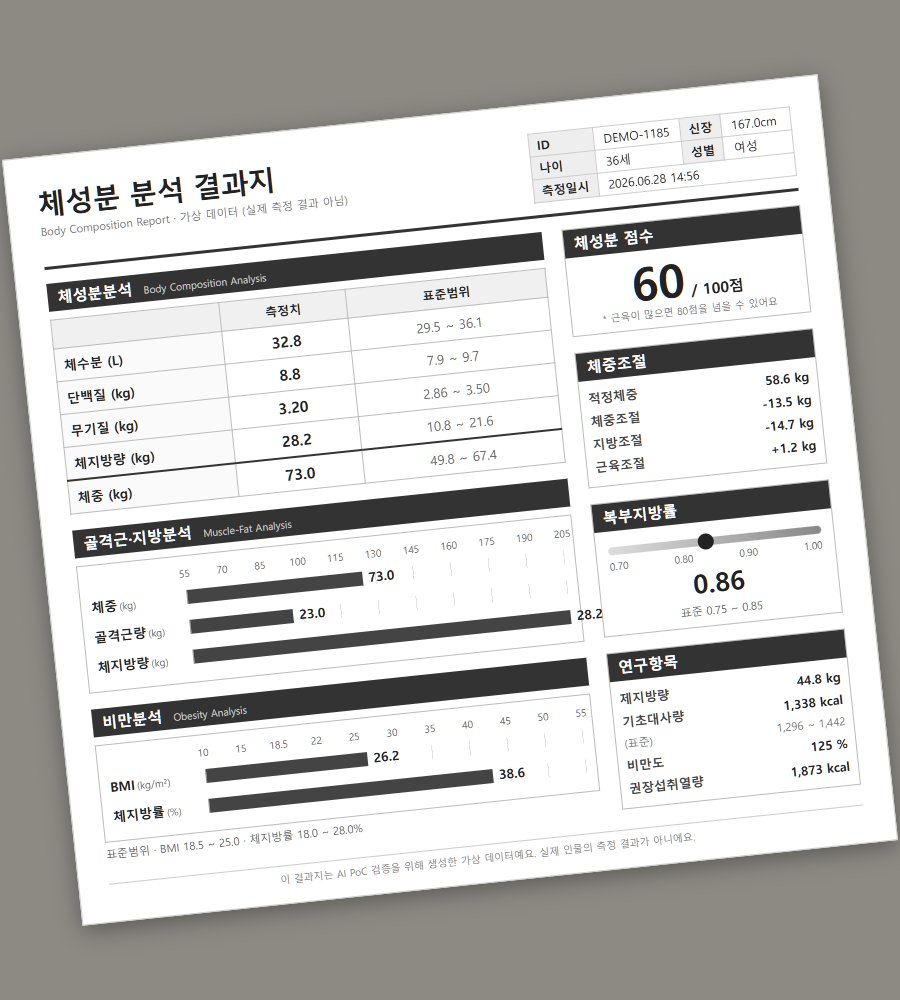 체성분 분석 결과지
Body Composition Report · 가상 데이터 (실제 측정 결과 아님)
ID DEMO-1185 신장 167.0cm
나이 36세 성별 여성
측정일시 2026.06.28 14:56
체성분분석 Body Composition Analysis
측정치 표준범위
체수분 (L) 32.8 29.5 ~ 36.1
단백질 (kg) 8.8 7.9 ~ 9.7
무기질 (kg) 3.20 2.86 ~ 3.50
체지방량 (kg) 28.2 10.8 ~ 21.6
체중 (kg) 73.0 49.8 ~ 67.4
골격근·지방분석 Muscle-Fat Analysis
55 70 85 100 115 130 145 160 175 190 205
체중 (kg) 73.0
골격근량 (kg) 23.0
체지방량 (kg) 28.2
비만분석 Obesity Analysis
10 15 18.5 22 25 30 35 40 45 50 55
BMI (kg/m²) 26.2
체지방률 (%) 38.6
표준범위 · BMI 18.5 ~ 25.0 · 체지방률 18.0 ~ 28.0%
체성분 점수
60 / 100점
* 근육이 많으면 80점을 넘을 수 있어요
체중조절
적정체중 58.6 kg
체중조절 -13.5 kg
지방조절 -14.7 kg
근육조절 +1.2 kg
복부지방률
0.70 0.80 0.90 1.00
0.86
표준 0.75 ~ 0.85
연구항목
제지방량 44.8 kg
기초대사량 1,338 kcal
(표준) 1,296 ~ 1,442
비만도 125 %
권장섭취열량 1,873 kcal
이 결과지는 AI PoC 검증을 위해 생성한 가상 데이터예요. 실제 인물의 측정 결과가 아니에요.